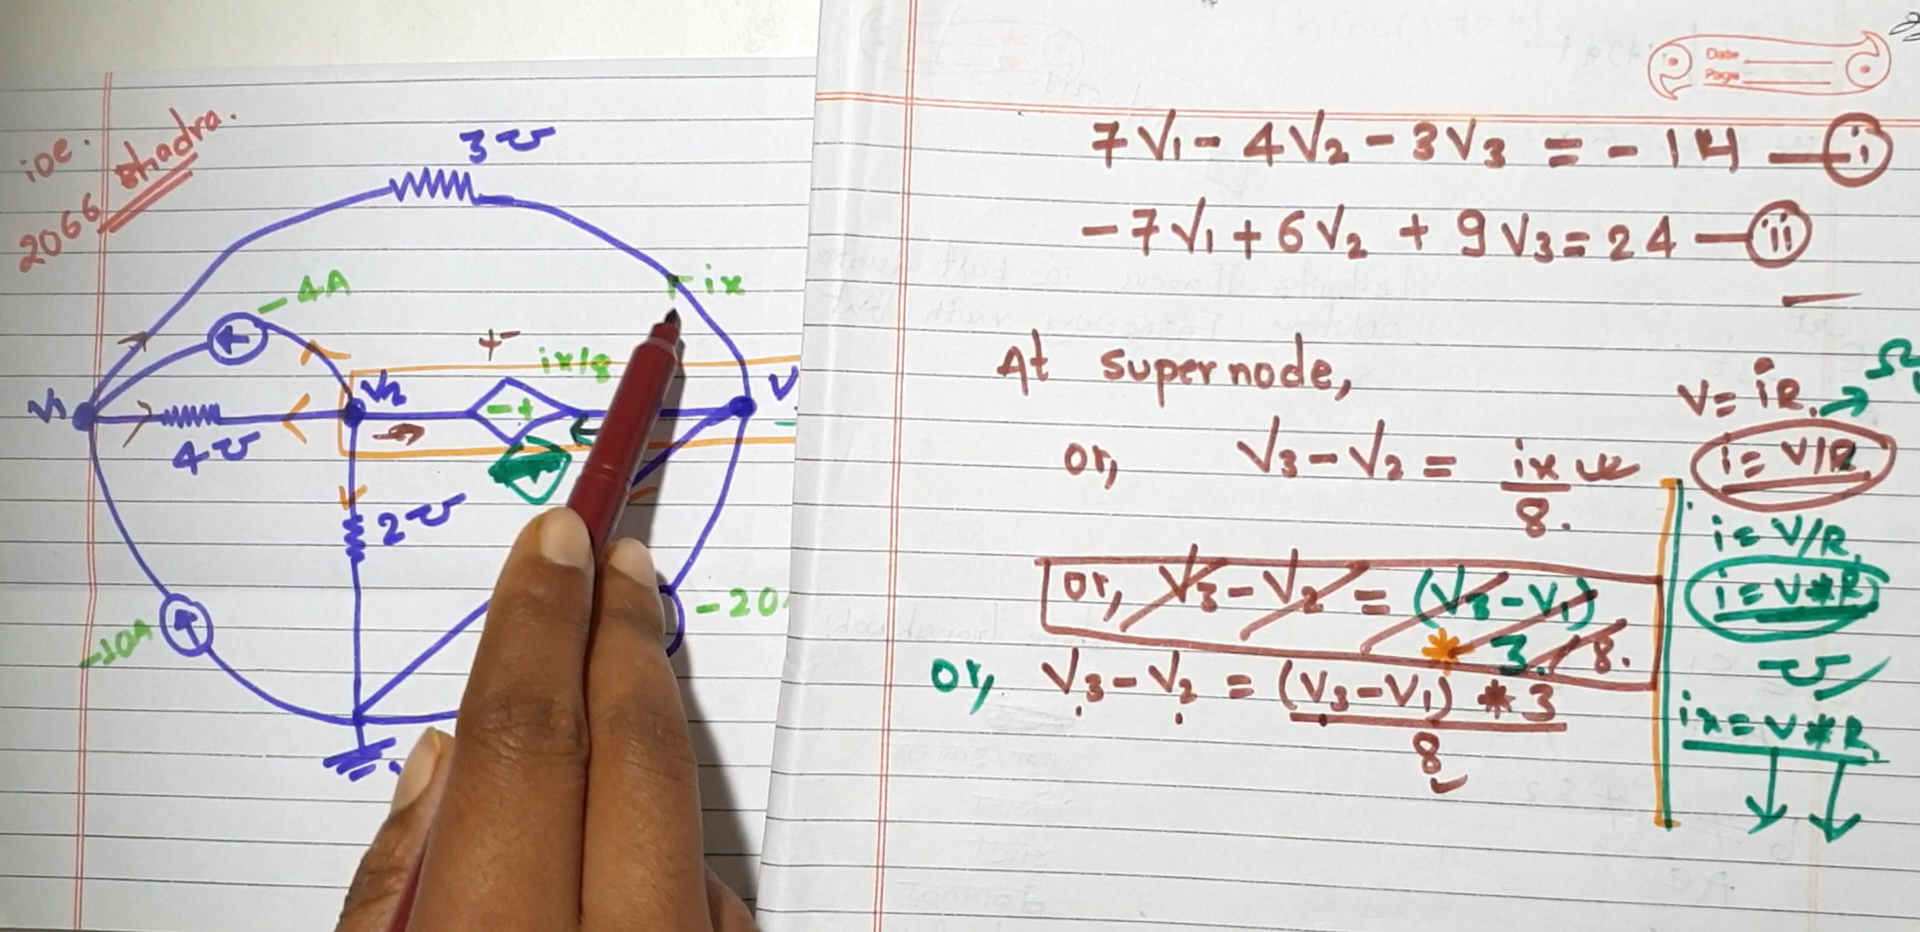 ioe.
2066 Bhadra.
3℧
-4A
ix
+-
ix/8
V1
V2
V
- +
4℧
2℧
-10A
-20
Date
Page
7V1 - 4V2 - 3V3 = -14 — i
-7V1 + 6V2 + 9V3 = 24 — ii
At supernode,
or, V3 - V2 = ix/8.
or, V3 - V2 = (V3 - V1) * 3 / 8.
or, V3 - V2 = (V3 - V1) * 3 / 8
V = iR. → Ω
i = V/R
i = V/R
i = V*R
℧
ix = V*R